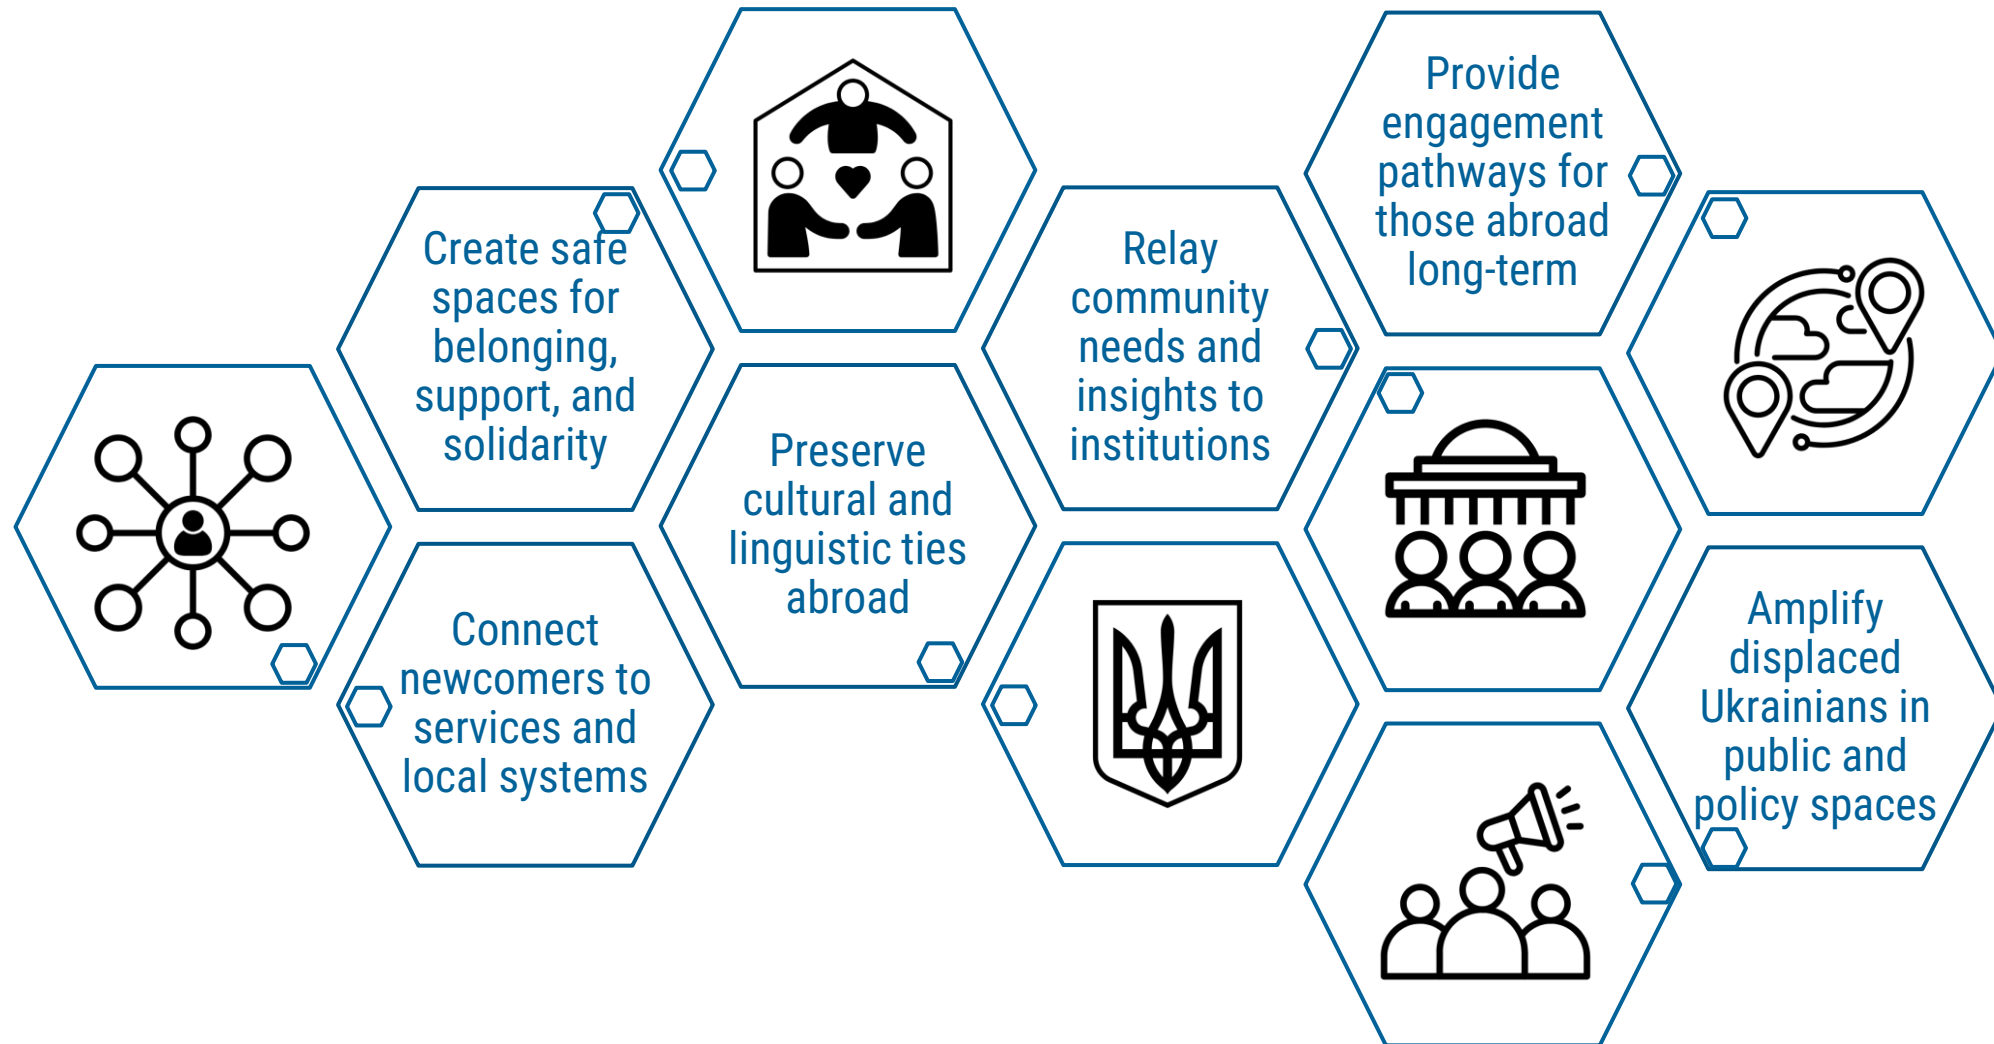 Create safe
spaces for
belonging,
support, and
solidarity
Connect
newcomers to
services and
local systems
Preserve
cultural and
linguistic ties
abroad
Relay
community
needs and
insights to
institutions
Provide
engagement
pathways for
those abroad
long-term
Amplify
displaced
Ukrainians in
public and
policy spaces